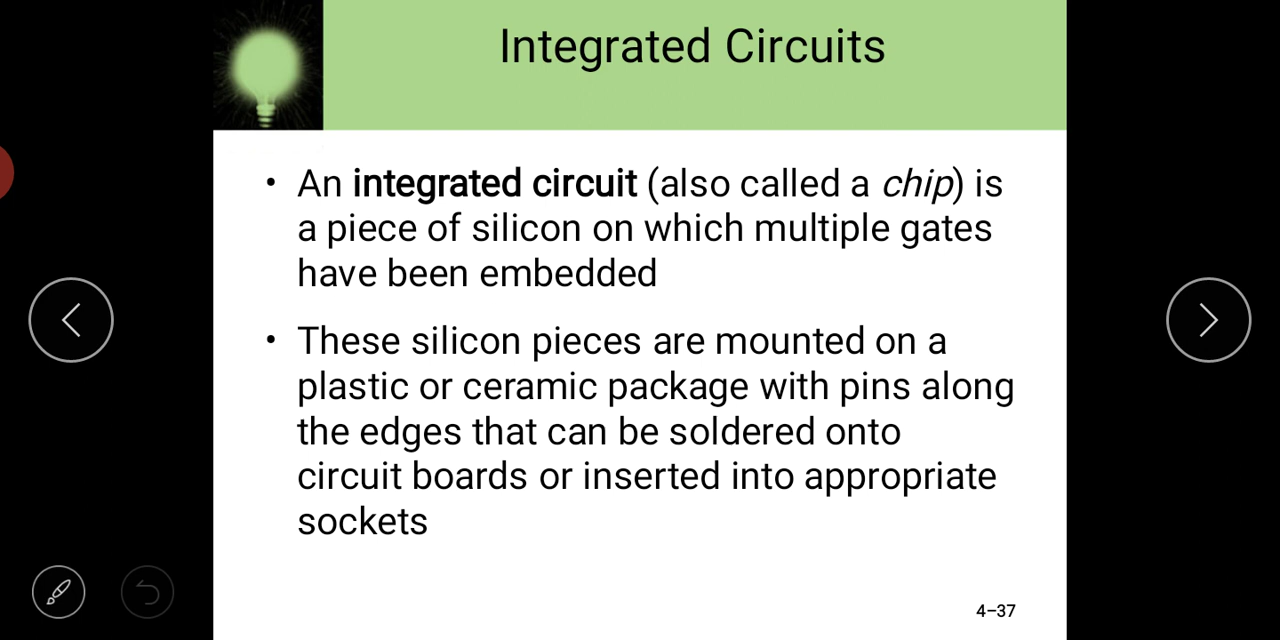 Integrated Circuits
• An integrated circuit (also called a chip) is
a piece of silicon on which multiple gates
have been embedded
• These silicon pieces are mounted on a
plastic or ceramic package with pins along
the edges that can be soldered onto
circuit boards or inserted into appropriate
sockets
4–37